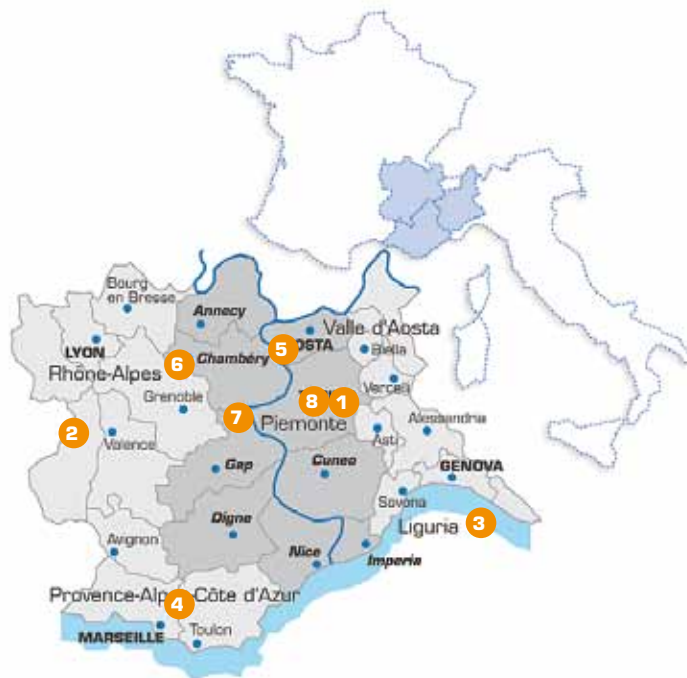 Bourg
en Bresse
Annecy
Valle d'Aosta
LYON
5
OSTA
Biella
6
Chambéry
Rhône-Alpes
Vercelli
8
1
Grenoble
7
Piemonte
Alessandria
2
Valence
Asti
Gap
Cuneo
GENOVA
Savona
Liguria
3
Digne
Avignon
Nice
Imperia
Provence-Alpes-Côte d'Azur
4
MARSEILLE
Toulon